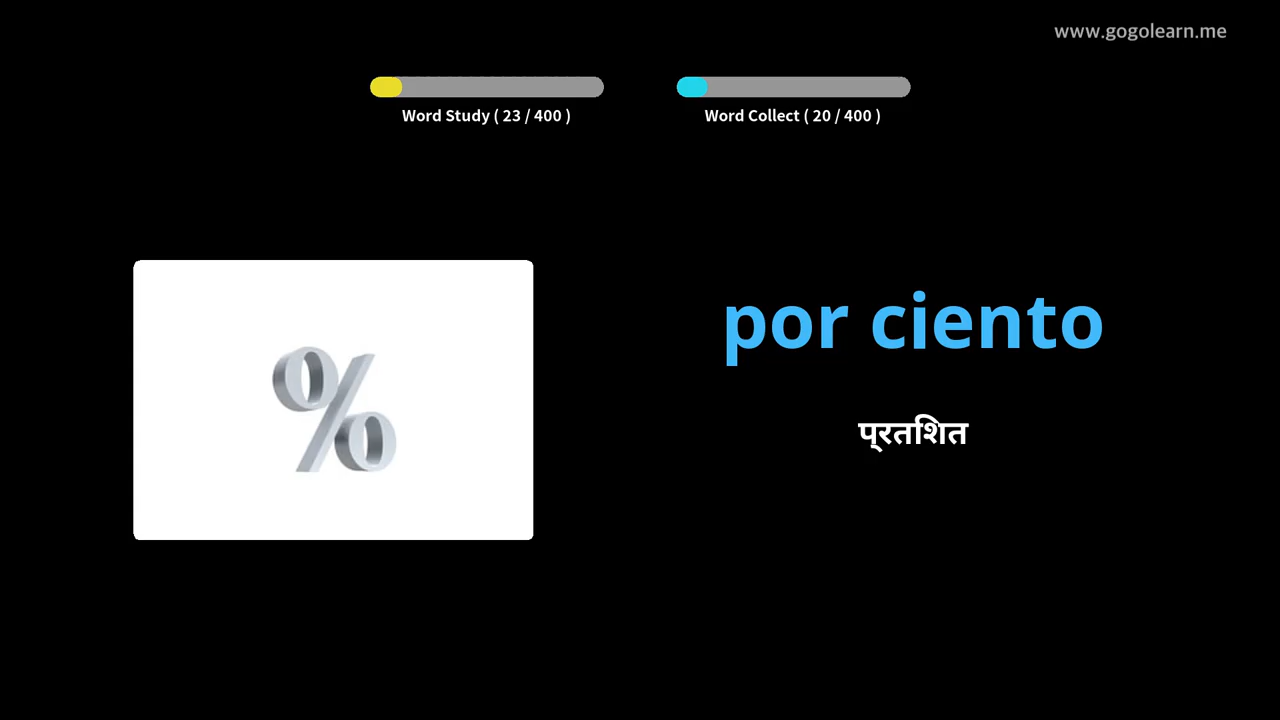 www.gogolearn.me
Word Study ( 23 / 400 )
Word Collect ( 20 / 400 )
%
por ciento
प्रतिशत